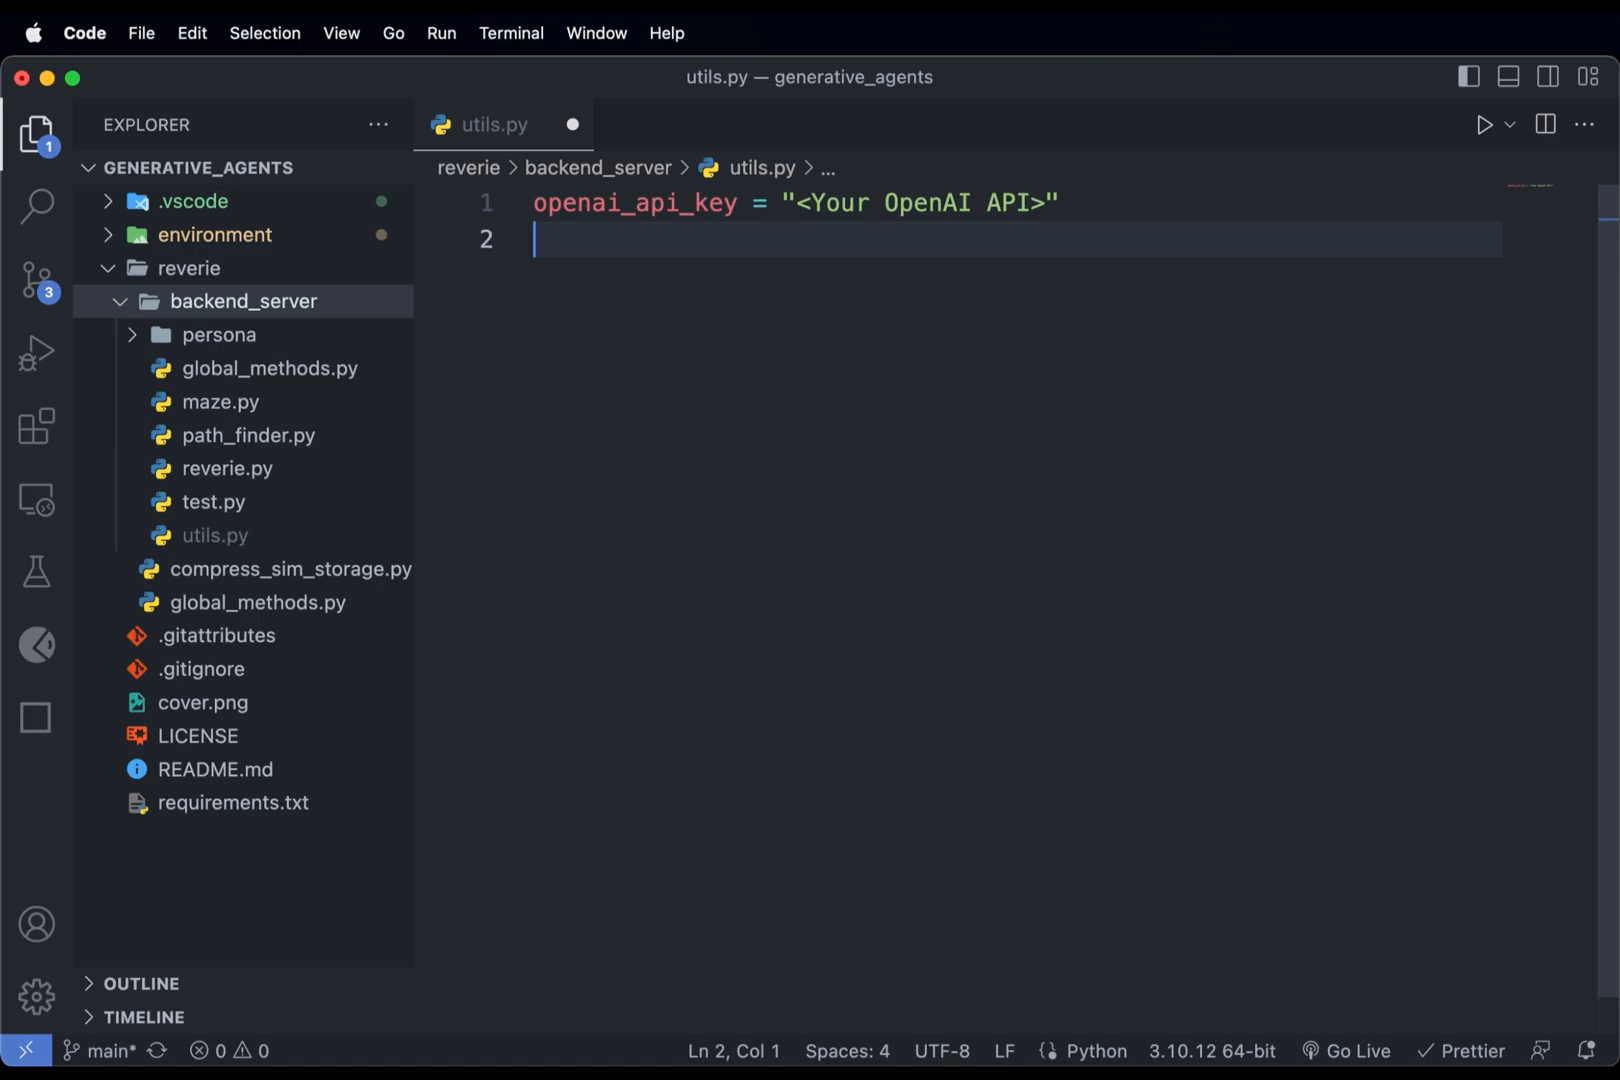 Code File Edit Selection View Go Run Terminal Window Help
utils.py — generative_agents
EXPLORER
utils.py
1
GENERATIVE_AGENTS
reverie > backend_server > utils.py > ...
.vscode
1 openai_api_key = "<Your OpenAI API>"
environment
2
reverie
3
backend_server
persona
global_methods.py
maze.py
path_finder.py
reverie.py
test.py
utils.py
compress_sim_storage.py
global_methods.py
.gitattributes
.gitignore
cover.png
LICENSE
README.md
requirements.txt
OUTLINE
TIMELINE
main* 0 0 Ln 2, Col 1 Spaces: 4 UTF-8 LF Python 3.10.12 64-bit Go Live Prettier